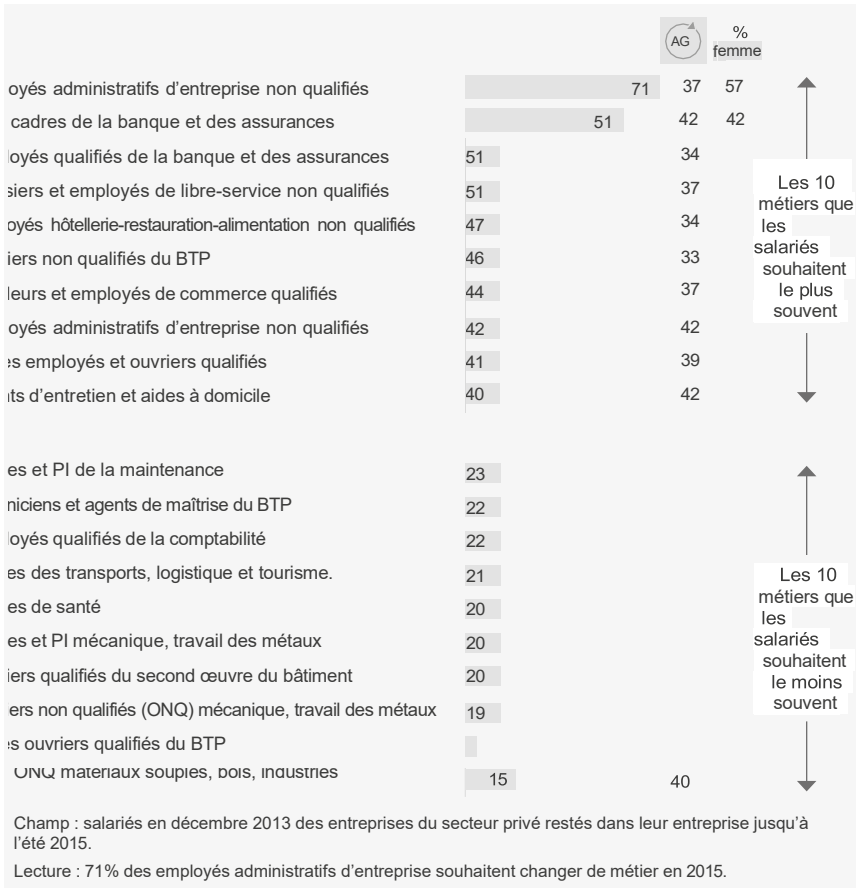 AG % femme
oyés administratifs d’entreprise non qualifiés 71 37 57
cadres de la banque et des assurances 51 42 42
loyés qualifiés de la banque et des assurances 51 34
siers et employés de libre-service non qualifiés 51 37
oyés hôtellerie-restauration-alimentation non qualifiés 47 34
iers non qualifiés du BTP 46 33
leurs et employés de commerce qualifiés 44 37
oyés administratifs d’entreprise non qualifiés 42 42
es employés et ouvriers qualifiés 41 39
nts d’entretien et aides à domicile 40 42
Les 10
métiers que
les
salariés
souhaitent
le plus
souvent
es et PI de la maintenance 23
niciens et agents de maîtrise du BTP 22
loyés qualifiés de la comptabilité 22
es des transports, logistique et tourisme. 21
es de santé 20
es et PI mécanique, travail des métaux 20
iers qualifiés du second œuvre du bâtiment 20
ers non qualifiés (ONQ) mécanique, travail des métaux 19
s ouvriers qualifiés du BTP
ONQ matériaux souples, bois, industries 15 40
Les 10
métiers que
les
salariés
souhaitent
le moins
souvent
Champ : salariés en décembre 2013 des entreprises du secteur privé restés dans leur entreprise jusqu’à
l’été 2015.
Lecture : 71% des employés administratifs d’entreprise souhaitent changer de métier en 2015.